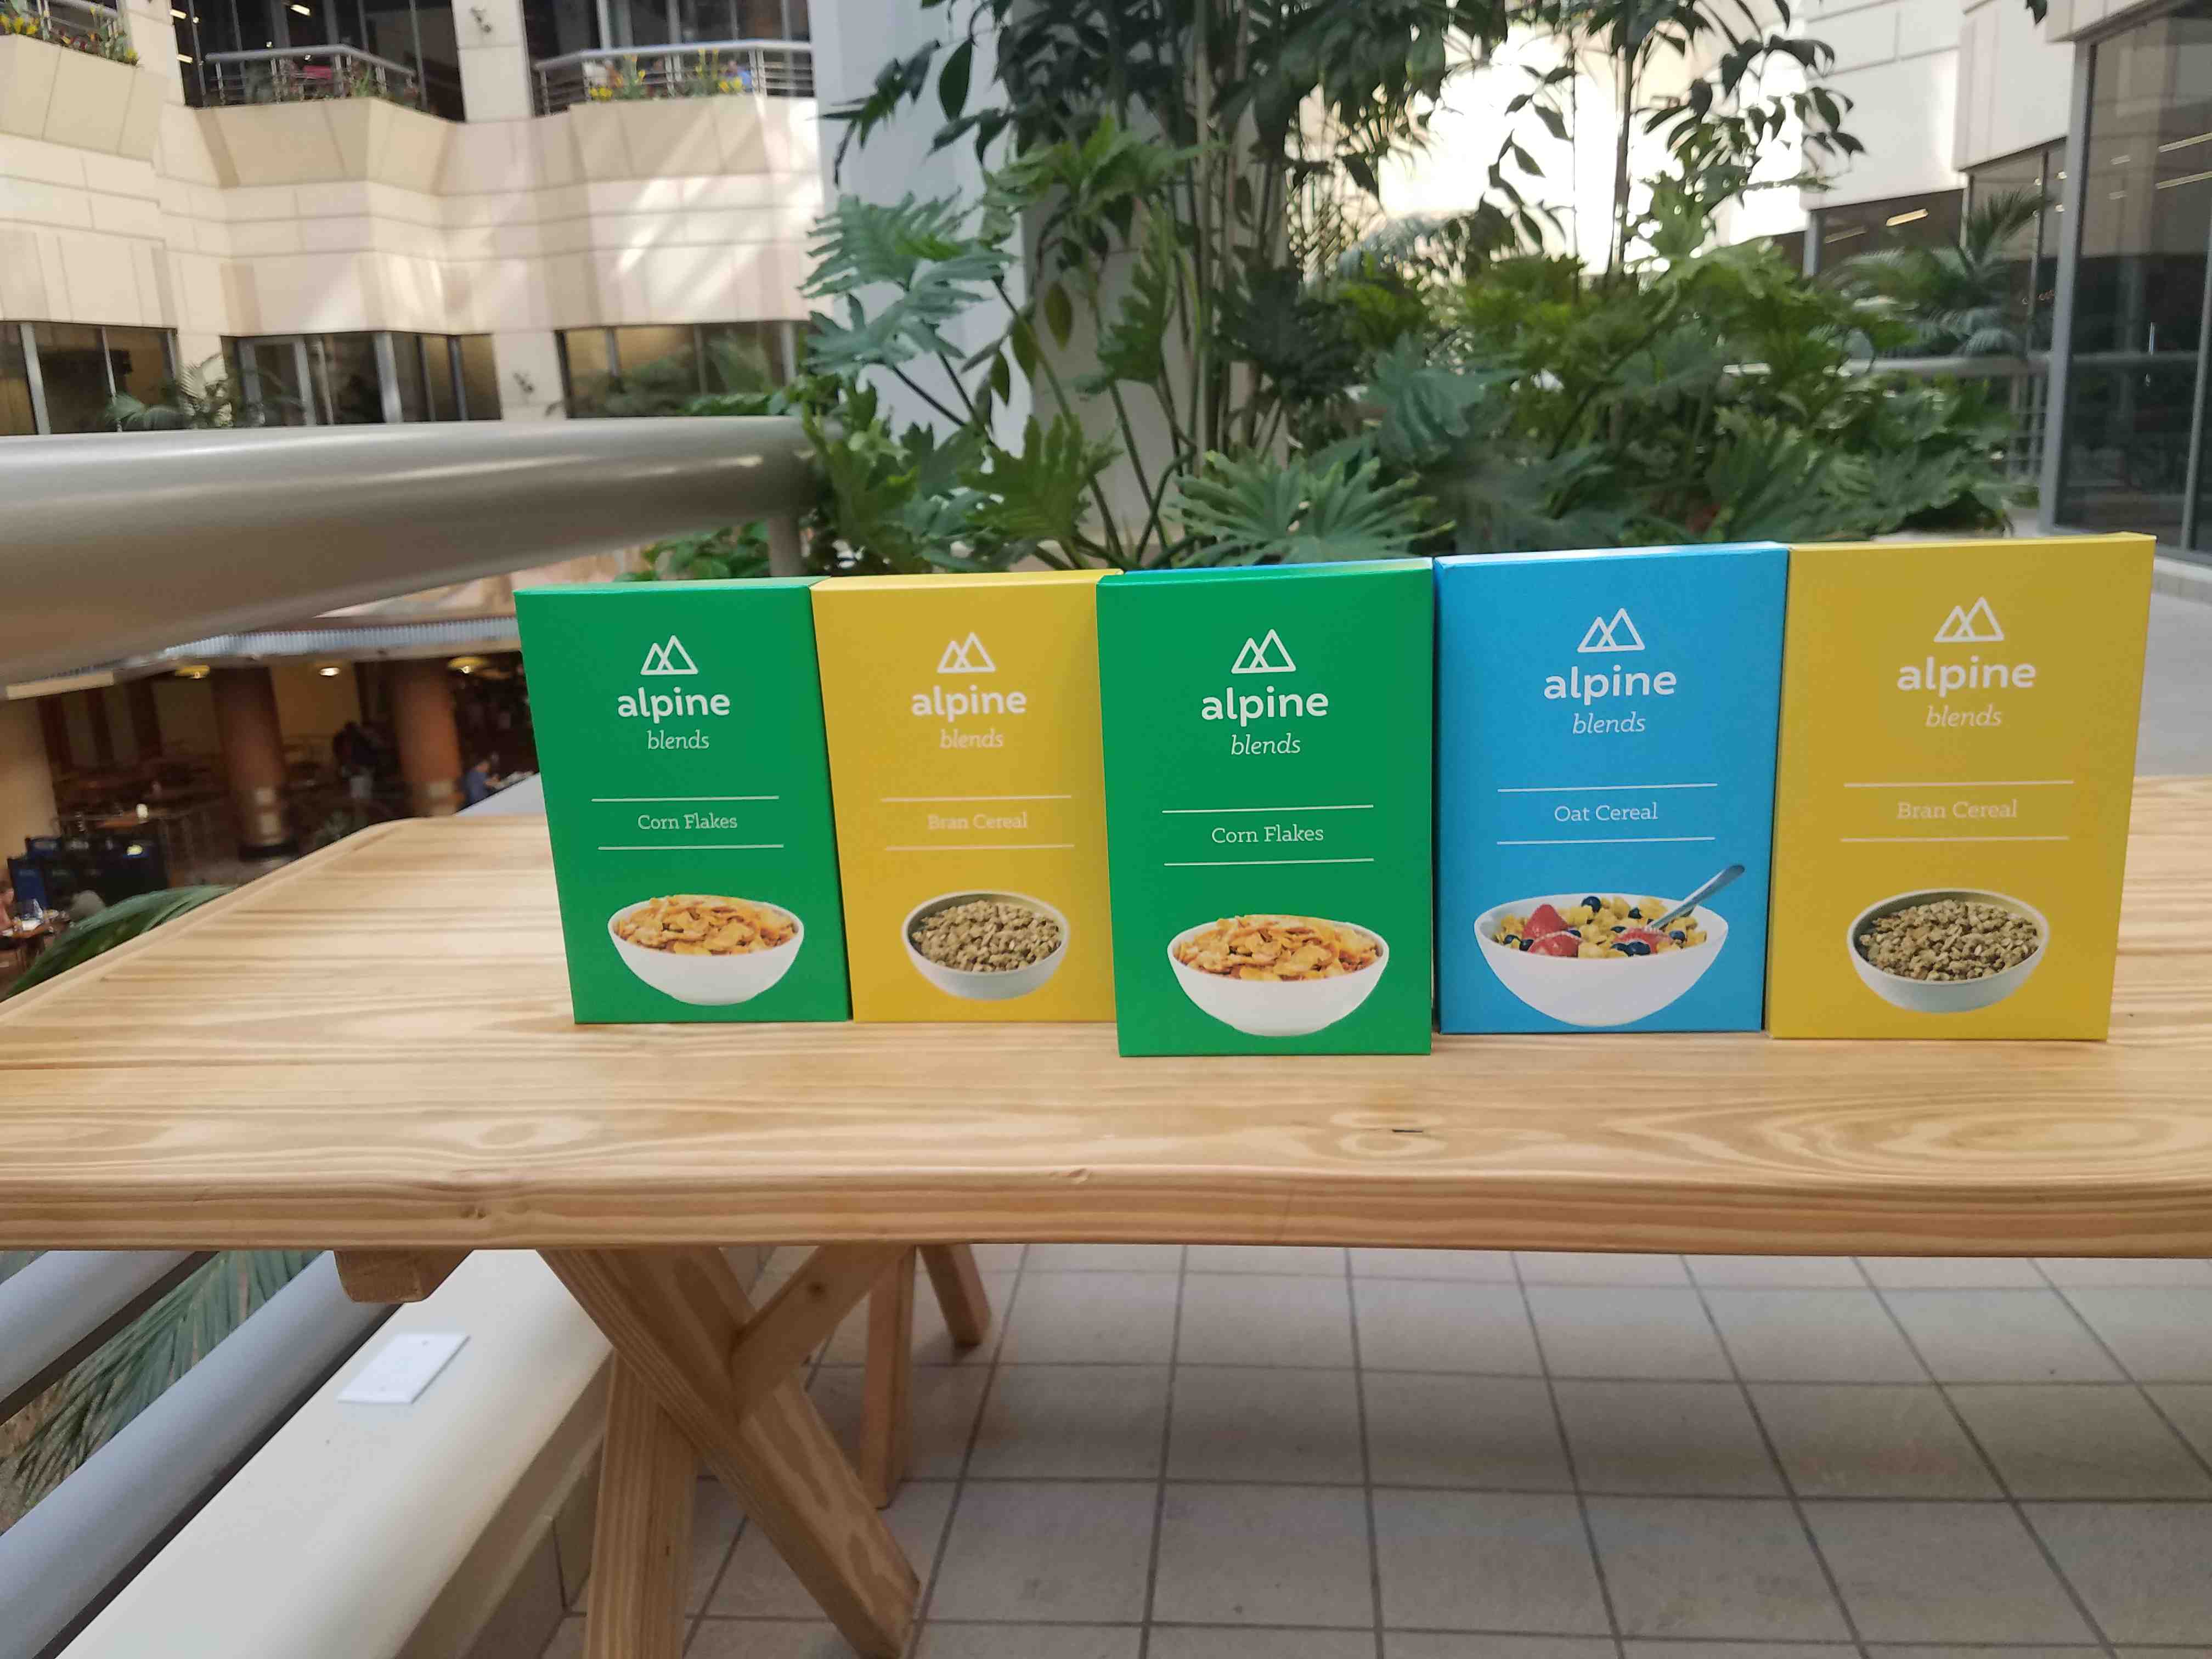 alpine
blends
Corn Flakes
alpine
blends
Bran Cereal
alpine
blends
Corn Flakes
alpine
blends
Oat Cereal
alpine
blends
Bran Cereal